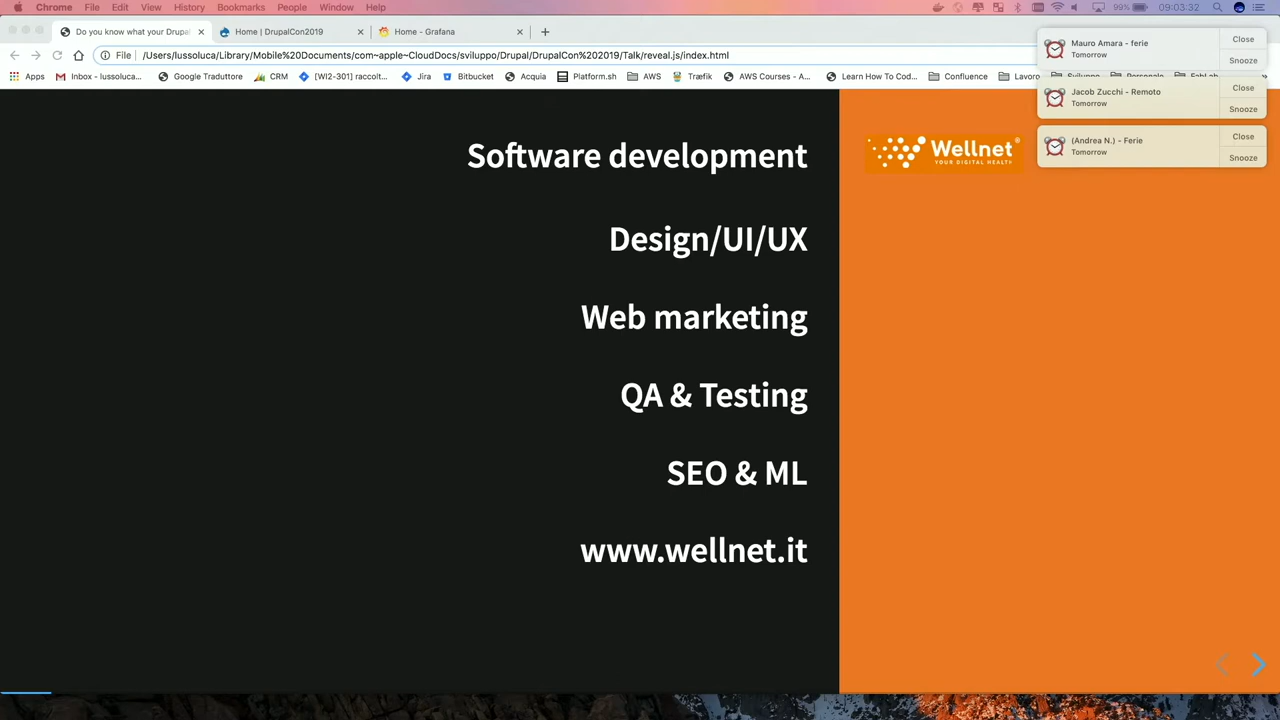 Chrome File Edit View History Bookmarks People Window Help 99% 09:03:32
Do you know what your Drupal
Home | DrupalCon2019
Home - Grafana
File /Users/lussoluca/Library/Mobile%20Documents/com~apple~CloudDocs/sviluppo/Drupal/DrupalCon%202019/Talk/reveal.js/index.html
Apps Inbox - lussoluca... Google Traduttore CRM [WI2-301] raccolt... Jira Bitbucket Acquia Platform.sh AWS Træfik AWS Courses - A... Learn How To Cod... Confluence Lavoro Sviluppo Personale FabLab
Mauro Amara - ferie
Tomorrow
Close
Snooze
Jacob Zucchi - Remoto
Tomorrow
Close
Snooze
(Andrea N.) - Ferie
Tomorrow
Close
Snooze
Software development
Design/UI/UX
Web marketing
QA & Testing
SEO & ML
www.wellnet.it
Wellnet®
YOUR DIGITAL HEALTH